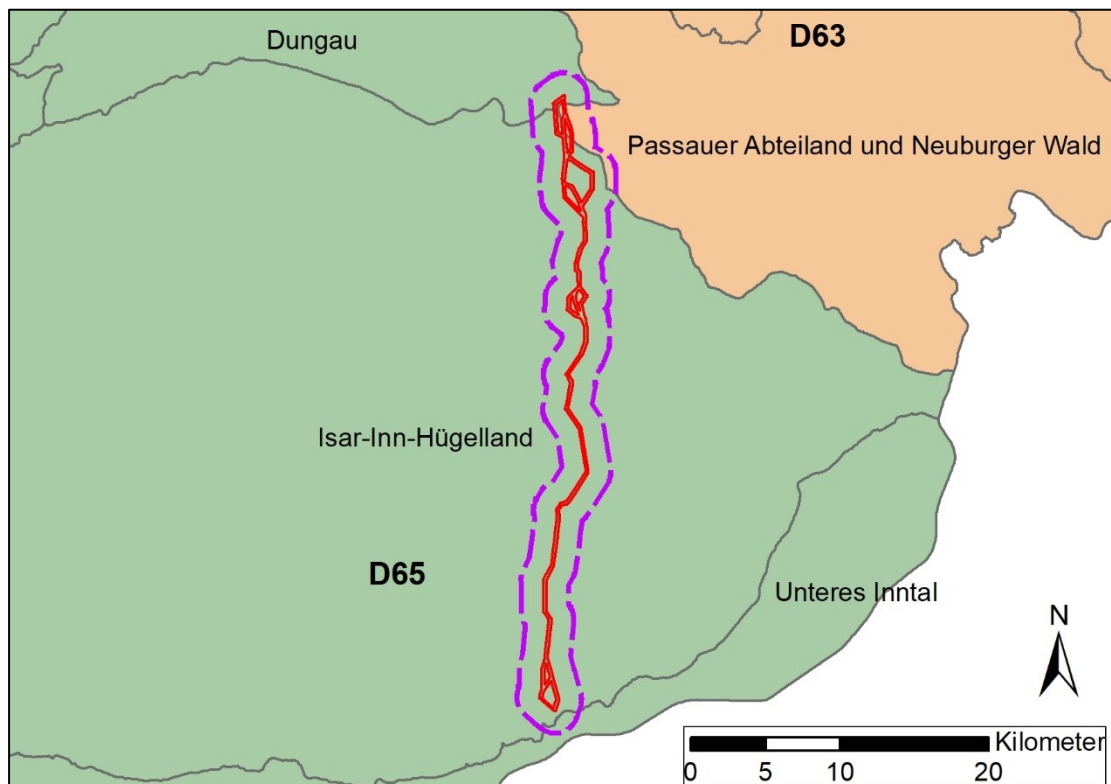 Dungau
D63
Passauer Abteiland und Neuburger Wald
Isar-Inn-Hügelland
D65
Unteres Inntal
N
Kilometer
0 5 10 20